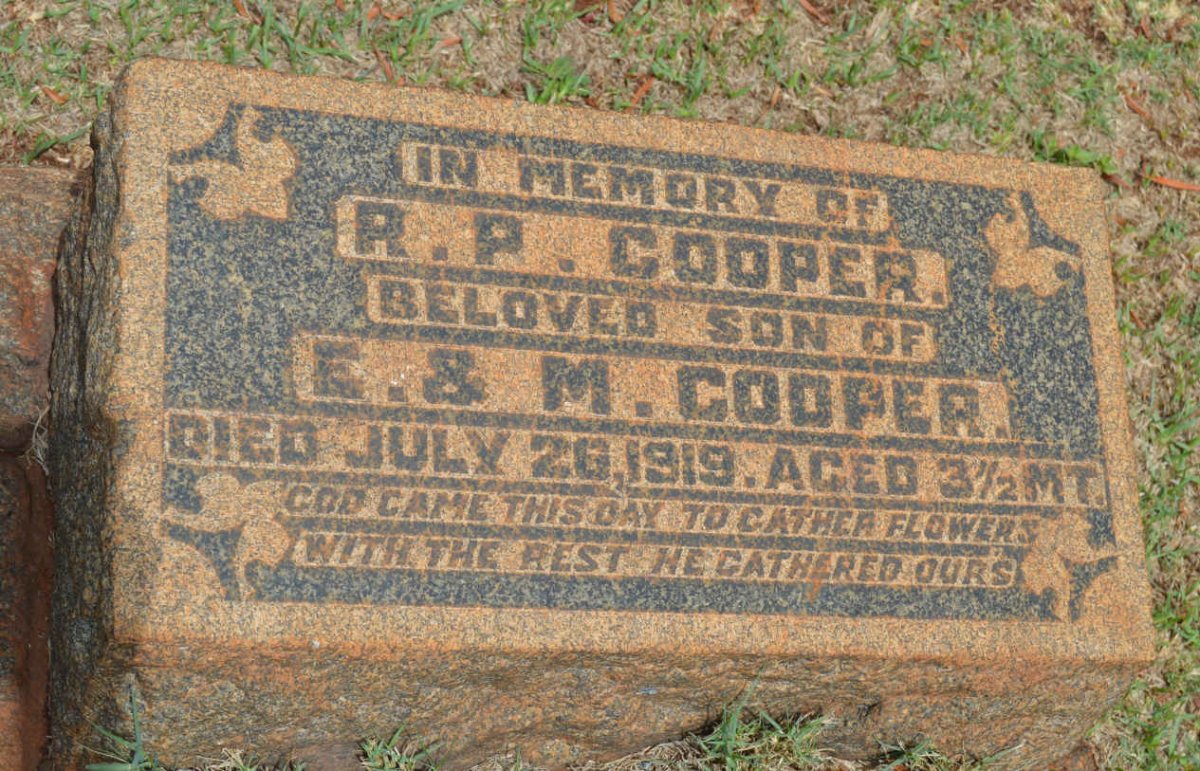 IN MEMORY OF
R. P. COOPER.
BELOVED SON OF
E. & M. COOPER.
DIED JULY 26, 1919. AGED 3½ MT.
GOD CAME THIS DAY TO GATHER FLOWERS
WITH THE REST HE GATHERED OURS